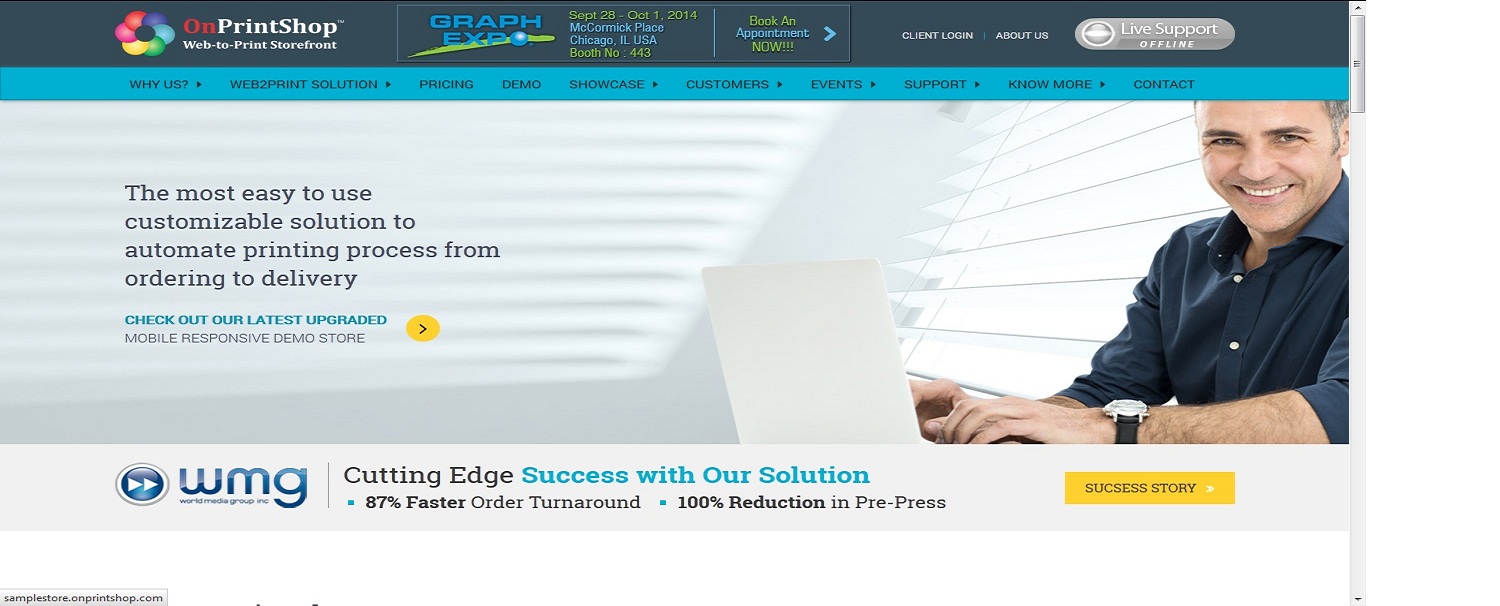 OnPrintShop™
Web-to-Print Storefront
GRAPH
EXPO
Sept 28 - Oct 1, 2014
McCormick Place
Chicago, IL USA
Booth No : 443
Book An
Appointment
NOW!!!
CLIENT LOGIN | ABOUT US
Live Support
OFFLINE
WHY US? WEB2PRINT SOLUTION PRICING DEMO SHOWCASE CUSTOMERS EVENTS SUPPORT KNOW MORE CONTACT
The most easy to use
customizable solution to
automate printing process from
ordering to delivery
CHECK OUT OUR LATEST UPGRADED
MOBILE RESPONSIVE DEMO STORE
wmg
world media group inc
Cutting Edge Success with Our Solution
87% Faster Order Turnaround 100% Reduction in Pre-Press
SUCSESS STORY »
samplestore.onprintshop.com